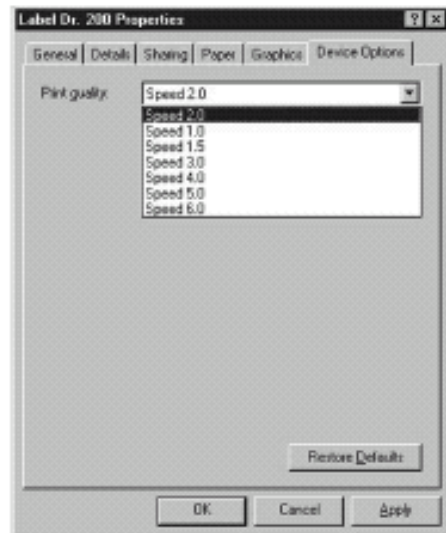 Label Dr. 200 Properties
General Details Sharing Paper Graphics Device Options
Print quality: Speed 2.0
Speed 2.0
Speed 1.0
Speed 1.5
Speed 3.0
Speed 4.0
Speed 5.0
Speed 6.0
Restore Defaults
OK Cancel Apply